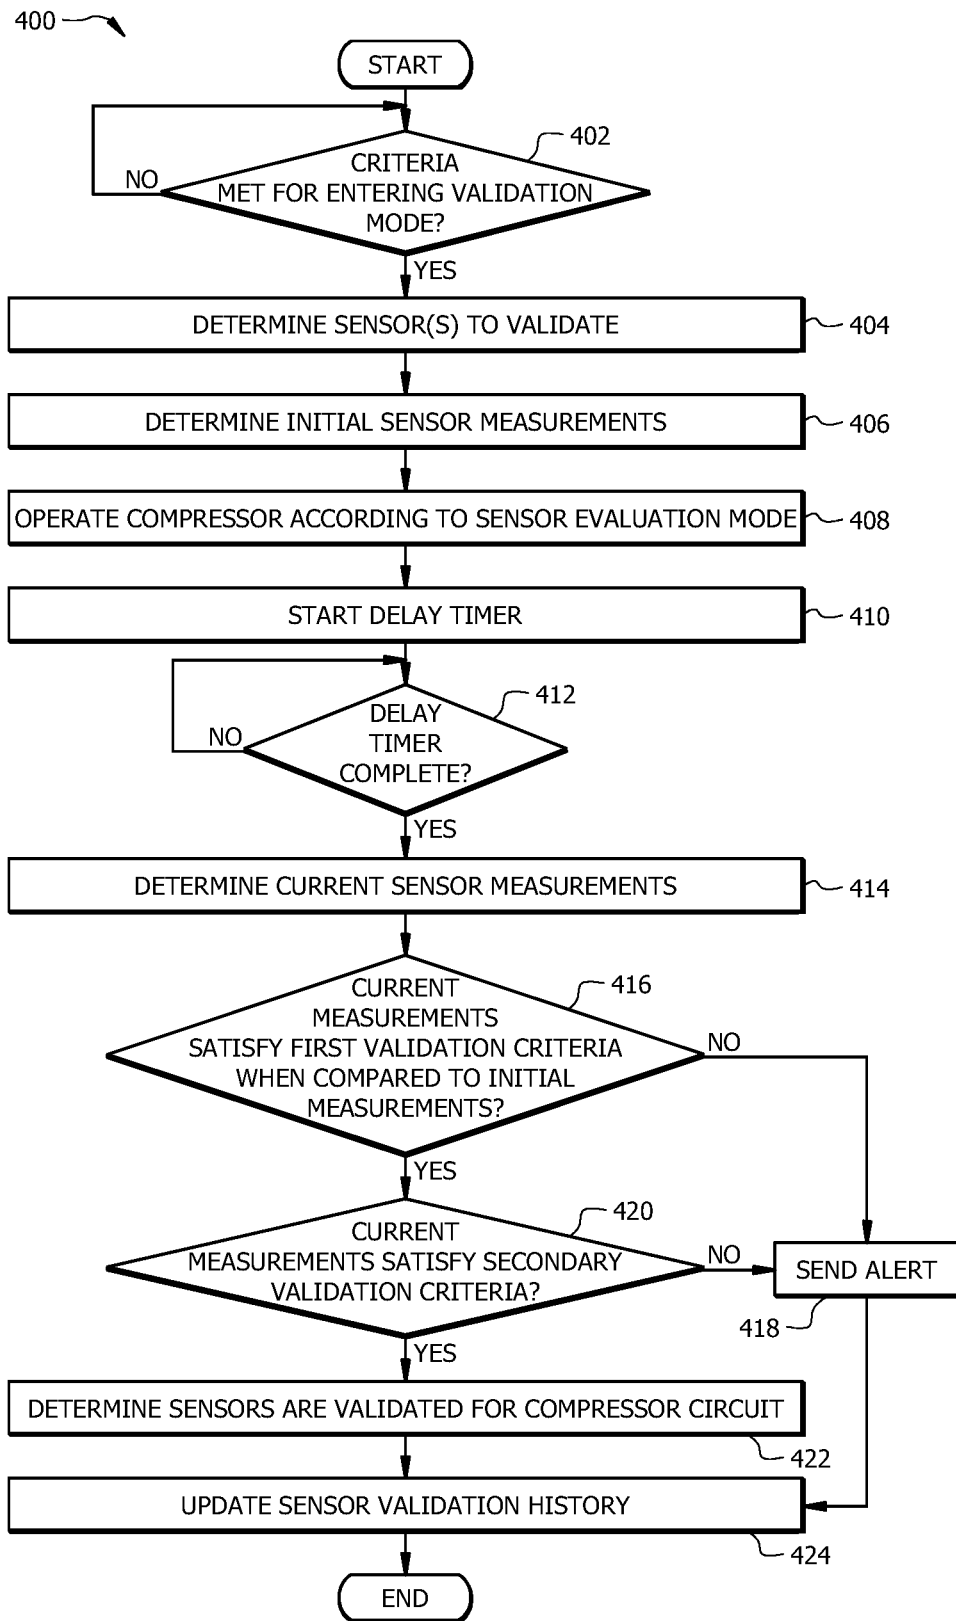 400
START
402
CRITERIA
MET FOR ENTERING VALIDATION
MODE?
NO
YES
DETERMINE SENSOR(S) TO VALIDATE
404
DETERMINE INITIAL SENSOR MEASUREMENTS
406
OPERATE COMPRESSOR ACCORDING TO SENSOR EVALUATION MODE
408
START DELAY TIMER
410
412
DELAY
TIMER
COMPLETE?
NO
YES
DETERMINE CURRENT SENSOR MEASUREMENTS
414
416
CURRENT
MEASUREMENTS
SATISFY FIRST VALIDATION CRITERIA
WHEN COMPARED TO INITIAL
MEASUREMENTS?
NO
YES
420
CURRENT
MEASUREMENTS SATISFY SECONDARY
VALIDATION CRITERIA?
NO
SEND ALERT
418
YES
DETERMINE SENSORS ARE VALIDATED FOR COMPRESSOR CIRCUIT
422
UPDATE SENSOR VALIDATION HISTORY
424
END